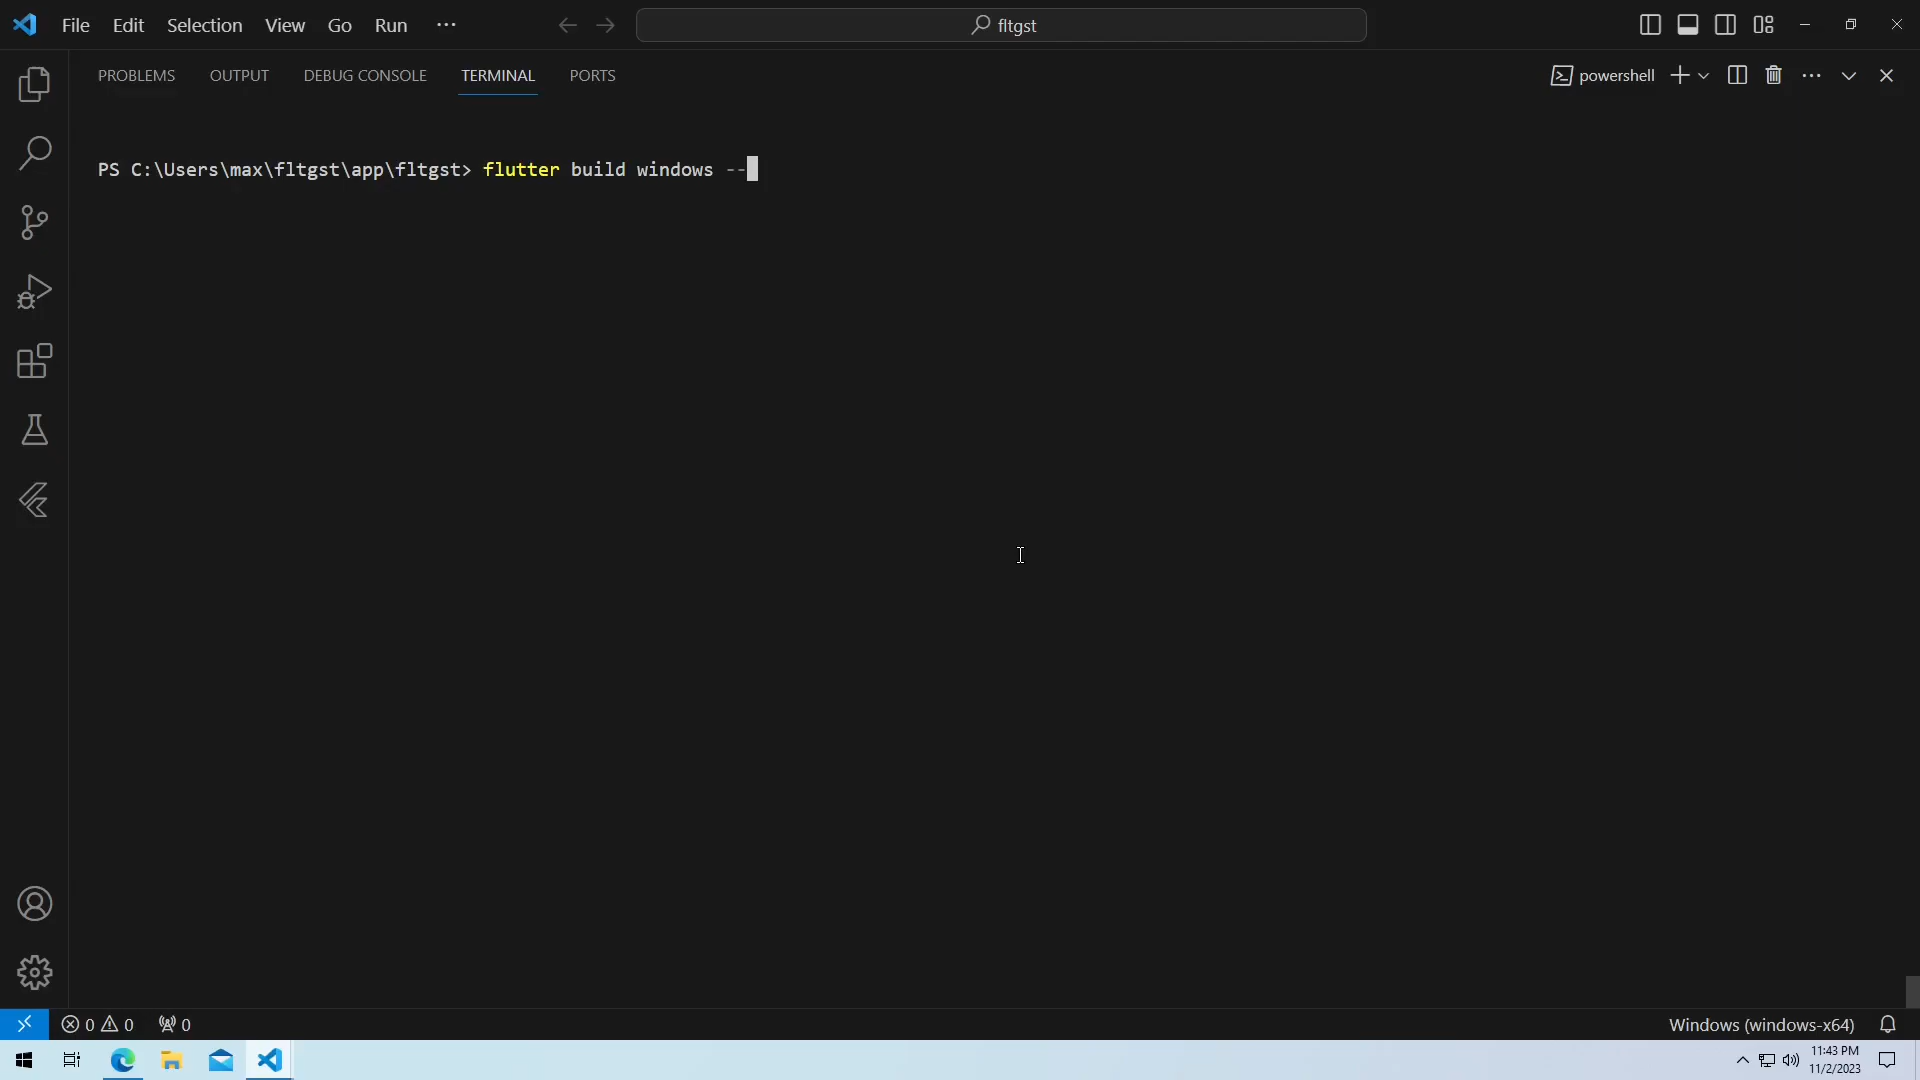 File Edit Selection View Go Run ···
fltgst
PROBLEMS OUTPUT DEBUG CONSOLE TERMINAL PORTS
powershell
PS C:\Users\max\fltgst\app\fltgst> flutter build windows --
0 0 0
Windows (windows-x64)
11:43 PM
11/2/2023